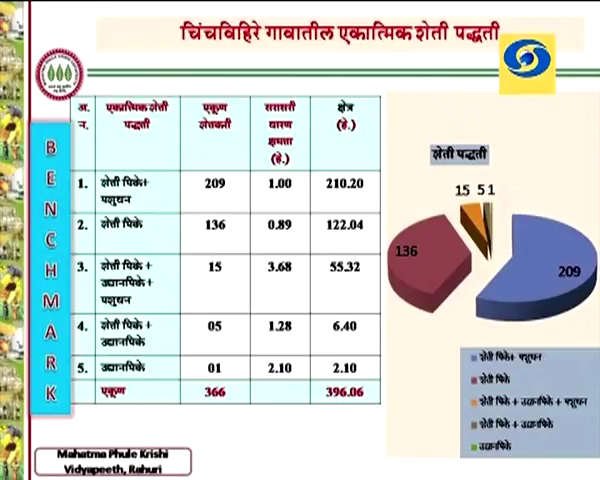 चिंचविहिरे गावातील एकात्मिक शेती पद्धती
BENCHMARK
अ. न. एकात्मिक शेती पद्धती एकूण शेतकरी सरासरी धारण क्षमता (हे.) क्षेत्र (हे.)
1. शेती पिके+ पशुधन 209 1.00 210.20
2. शेती पिके 136 0.89 122.04
3. शेती पिके + उद्यानपिके + पशुधन 15 3.68 55.32
4. शेती पिके + उद्यानपिके 05 1.28 6.40
5. उद्यानपिके 01 2.10 2.10
एकूण 366 396.06
शेती पद्धती
15 5 1
136
209
शेती पिके+ पशुधन
शेती पिके
शेती पिके + उद्यानपिके + पशुधन
शेती पिके + उद्यानपिके
उद्यानपिके
Mahatma Phule Krishi
Vidyapeeth, Rahuri